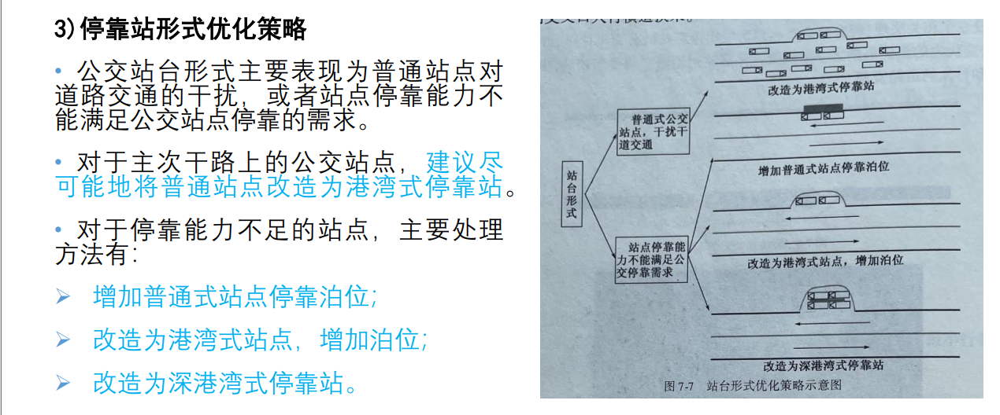 3)停靠站形式优化策略
• 公交站台形式主要表现为普通站点对
道路交通的干扰，或者站点停靠能力不
能满足公交站点停靠的需求。
• 对于主次干路上的公交站点，建议尽
可能地将普通站点改造为港湾式停靠站。
• 对于停靠能力不足的站点，主要处理
方法有：
➢ 增加普通式站点停靠泊位；
➢ 改造为港湾式站点，增加泊位；
➢ 改造为深港湾式停靠站。
改造为港湾式停靠站
普通式公交
站点，干扰干
道交通
增加普通式站点停靠泊位
站
台
形
式
站点停靠能
力不能满足公
交停靠需求
改造为港湾式站点，增加泊位
改造为深港湾式停靠站
图 7-7 站台形式优化策略示意图